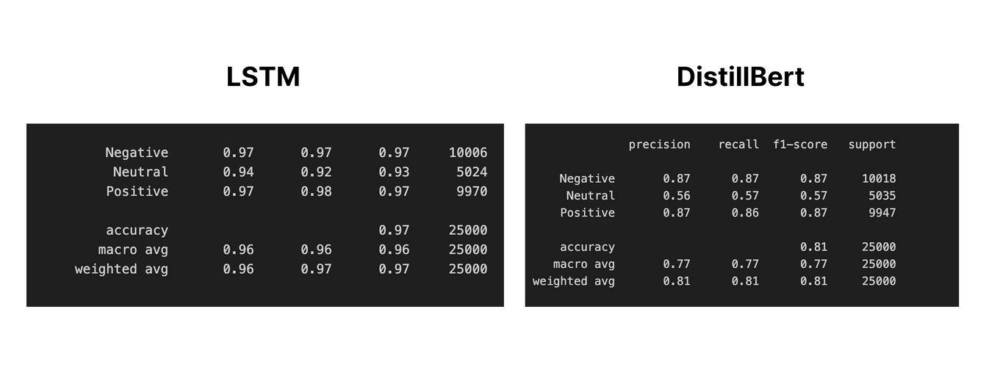 LSTM
Negative 0.97 0.97 0.97 10006
Neutral 0.94 0.92 0.93 5024
Positive 0.97 0.98 0.97 9970
accuracy 0.97 25000
macro avg 0.96 0.96 0.96 25000
weighted avg 0.96 0.97 0.97 25000
DistillBert
precision recall f1-score support
Negative 0.87 0.87 0.87 10018
Neutral 0.56 0.57 0.57 5035
Positive 0.87 0.86 0.87 9947
accuracy 0.81 25000
macro avg 0.77 0.77 0.77 25000
weighted avg 0.81 0.81 0.81 25000